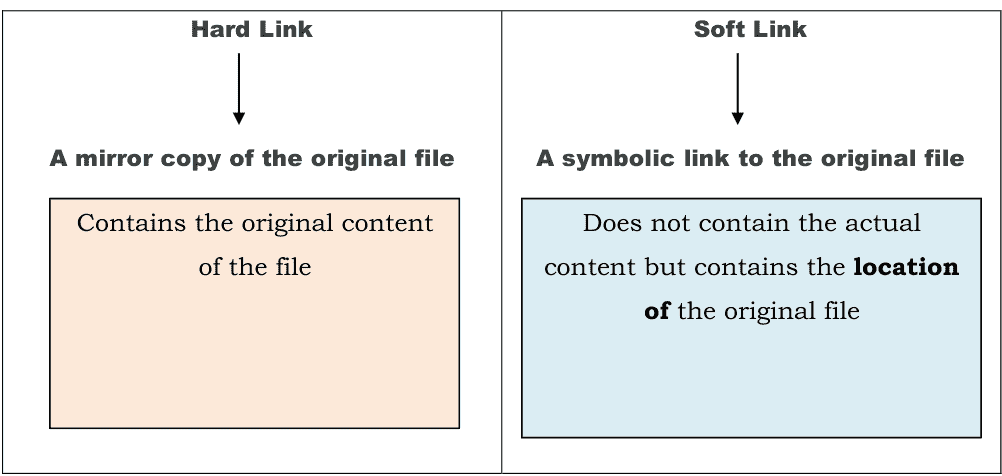 Hard Link
A mirror copy of the original file
Contains the original content
of the file
Soft Link
A symbolic link to the original file
Does not contain the actual
content but contains the location
of the original file